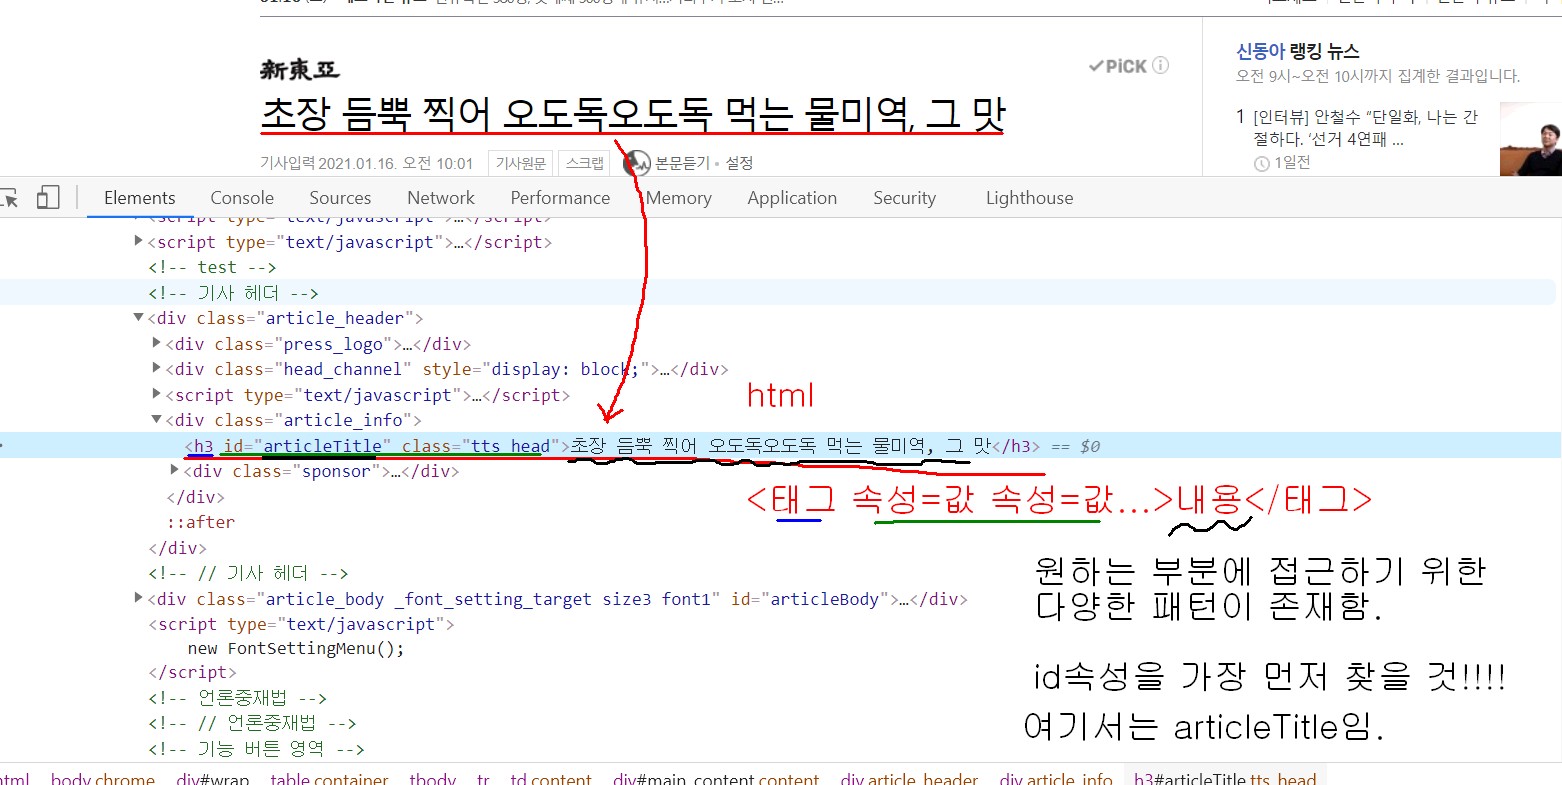 新東亞
PiCK
초장 듬뿍 찍어 오도독오도독 먹는 물미역, 그 맛
기사입력 2021.01.16. 오전 10:01 기사원문 스크랩 본문듣기 • 설정
신동아 랭킹 뉴스
오전 9시~오전 10시까지 집계한 결과입니다.
1 [인터뷰] 안철수 “단일화, 나는 간
절하다. ‘선거 4연패 ...
1일전
Elements Console Sources Network Performance Memory Application Security Lighthouse
<script type="text/javascript">…</script>
<script type="text/javascript">…</script>
<!-- test -->
<!-- 기사 헤더 -->
<div class="article_header">
<div class="press_logo">…</div>
<div class="head_channel" style="display: block;">…</div>
<script type="text/javascript">…</script>
html
<div class="article_info">
<h3 id="articleTitle" class="tts_head">초장 듬뿍 찍어 오도독오도독 먹는 물미역, 그 맛</h3> == $0
<div class="sponsor">…</div>
</div>
<태그 속성=값 속성=값...>내용</태그>
::after
</div>
<!-- // 기사 헤더 -->
원하는 부분에 접근하기 위한
다양한 패턴이 존재함.
<div class="article_body _font_setting_target size3 font1" id="articleBody">…</div>
<script type="text/javascript">
new FontSettingMenu();
</script>
id속성을 가장 먼저 찾을 것!!!!
여기서는 articleTitle임.
<!-- 언론중재법 -->
<!-- // 언론중재법 -->
<!-- 기능 버튼 영역 -->
html body.chrome div#wrap table.container tbody tr td.content div#main_content.content div.article_header div.article_info h3#articleTitle.tts_head